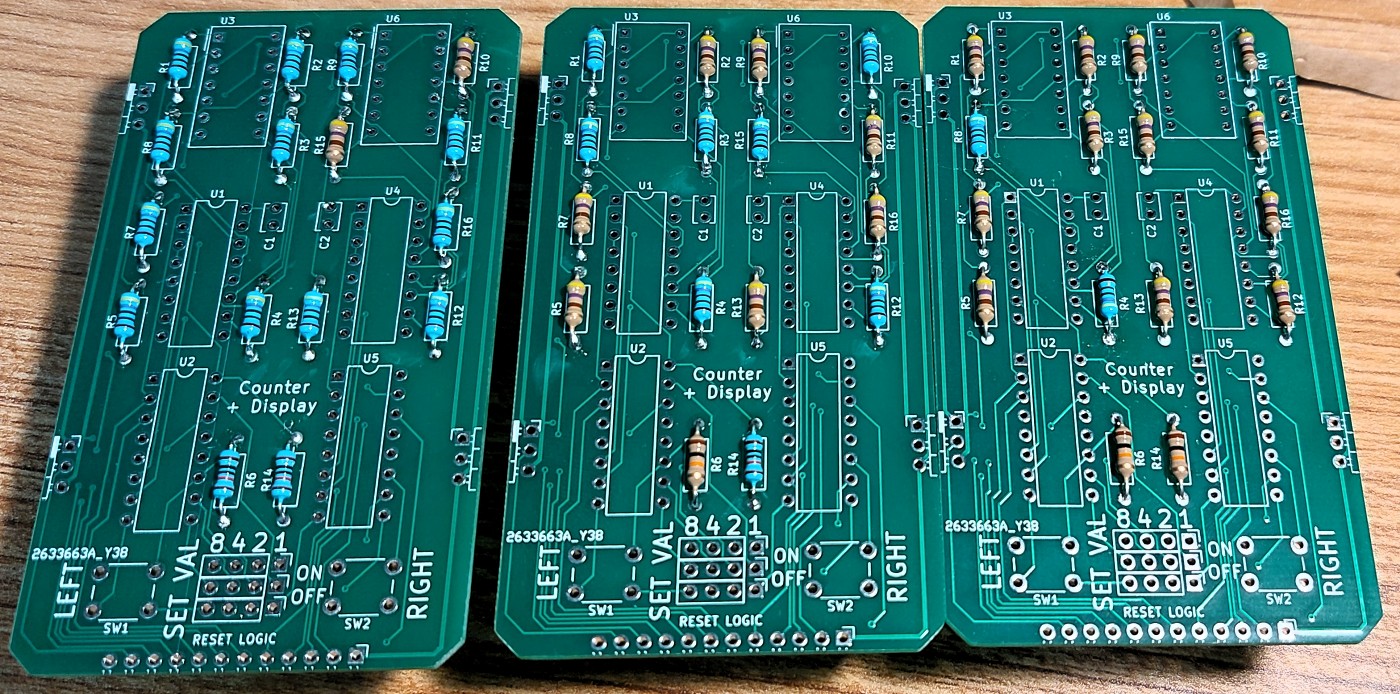 U3
U6
R1
R2
R9
R10
R8
R3
R15
R11
U1
U4
R7
C1
C2
R16
R5
R4
R13
R12
U2
U5
Counter
+ Display
R6
R14
2633663A_Y38
8 4 2 1
LEFT
SET VAL
ON
OFF
RIGHT
SW1
SW2
RESET LOGIC
U3
U6
R1
R2
R9
R10
R8
R3
R15
R11
U1
U4
R7
C1
C2
R16
R5
R4
R13
R12
U2
U5
Counter
+ Display
R6
R14
2633663A_Y38
8 4 2 1
LEFT
SET VAL
ON
OFF
RIGHT
SW1
SW2
RESET LOGIC
U3
U6
R1
R2
R9
R10
R8
R3
R15
R11
U1
U4
R7
C1
C2
R16
R5
R4
R13
R12
U2
U5
Counter
+ Display
R6
R14
2633663A_Y38
8 4 2 1
LEFT
SET VAL
ON
OFF
RIGHT
SW1
SW2
RESET LOGIC